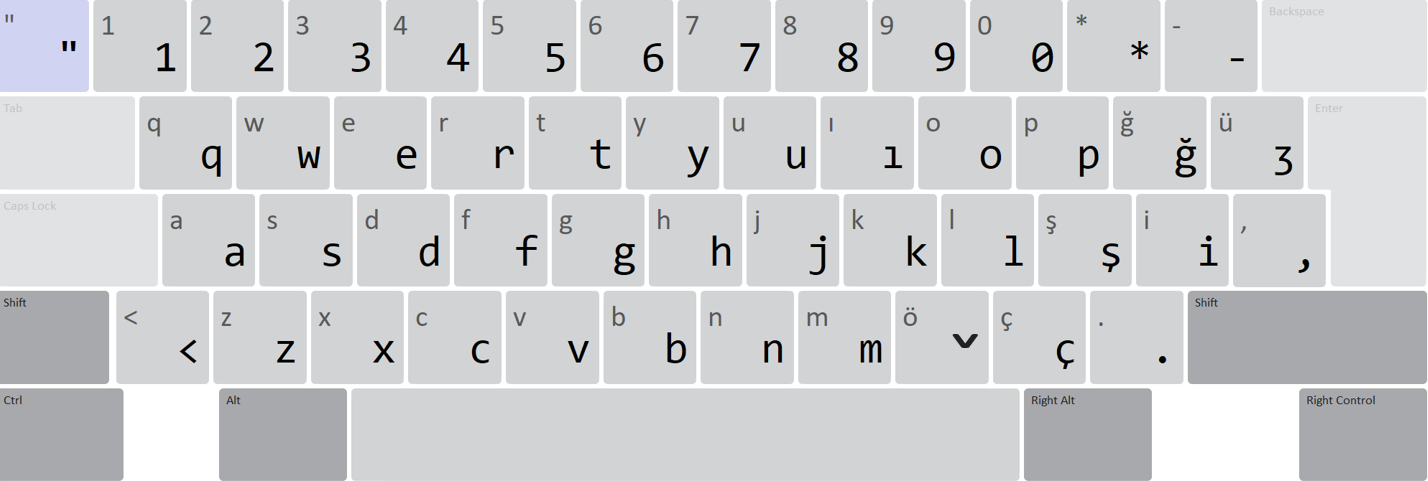 " " 1 1 2 2 3 3 4 4 5 5 6 6 7 7 8 8 9 9 0 0 * * - - Backspace
Tab q q w w e e r r t t y y u u ı ı o o p p ğ ğ ü ʒ Enter
Caps Lock a a s s d d f f g g h h j j k k l l ş ş i i , ,
Shift < < z z x x c c v v b b n n m m ö ˇ ç ç . . Shift
Ctrl Alt Right Alt Right Control